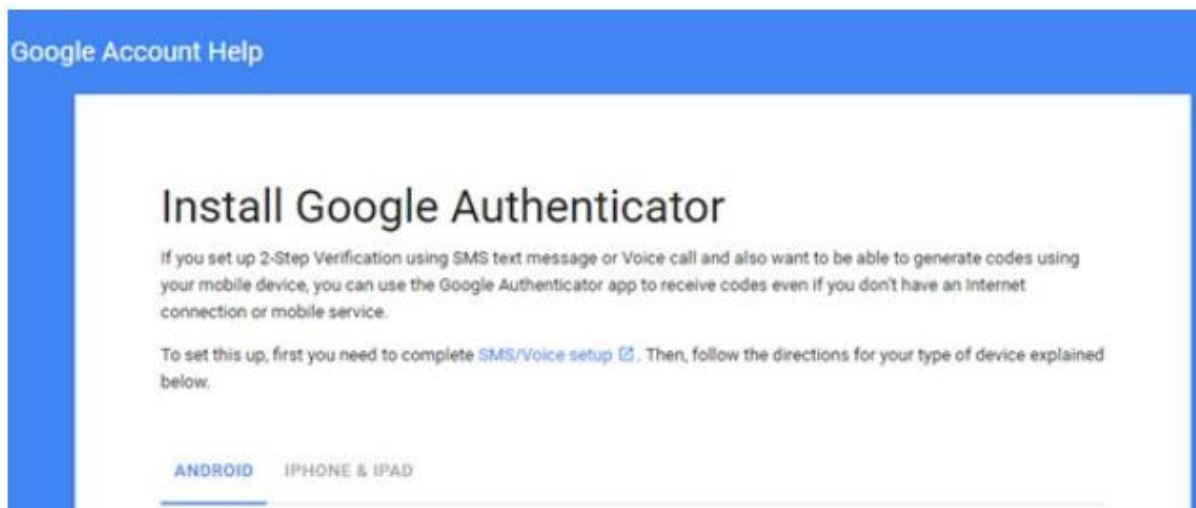 Google Account Help
Install Google Authenticator
If you set up 2-Step Verification using SMS text message or Voice call and also want to be able to generate codes using
your mobile device, you can use the Google Authenticator app to receive codes even if you don't have an Internet
connection or mobile service.
To set this up, first you need to complete SMS/Voice setup. Then, follow the directions for your type of device explained
below.
ANDROID IPHONE & IPAD